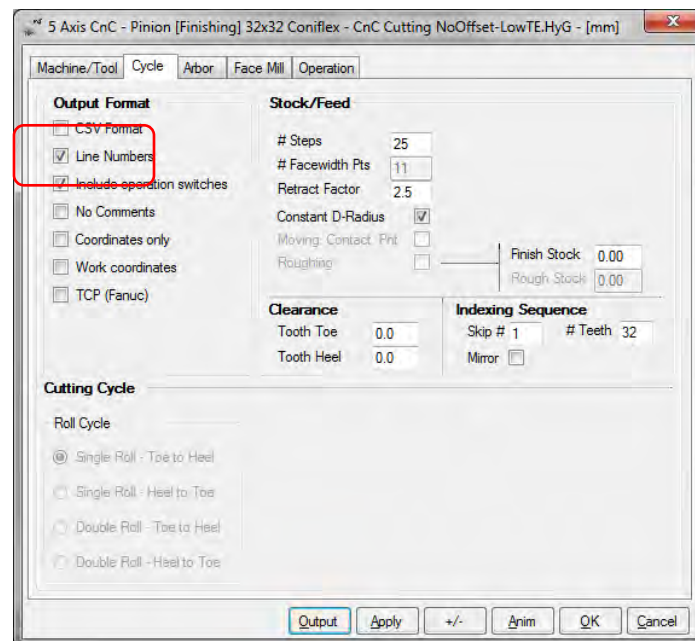 5 Axis CnC - Pinion [Finishing] 32x32 Coniflex - CnC Cutting NoOffset-LowTE.HyG - [mm]
Machine/Tool Cycle Arbor Face Mill Operation
Output Format
CSV Format
Line Numbers
Include operation switches
No Comments
Coordinates only
Work coordinates
TCP (Fanuc)
Stock/Feed
# Steps 25
# Facewidth Pts 11
Retract Factor 2.5
Constant D-Radius
Moving Contact Pnt
Roughing
Finish Stock 0.00
Rough Stock 0.00
Clearance
Tooth Toe 0.0
Tooth Heel 0.0
Indexing Sequence
Skip # 1 # Teeth 32
Mirror
Cutting Cycle
Roll Cycle
Single Roll - Toe to Heel
Single Roll - Heel to Toe
Double Roll - Toe to Heel
Double Roll - Heel to Toe
Output Apply +/- Anim OK Cancel